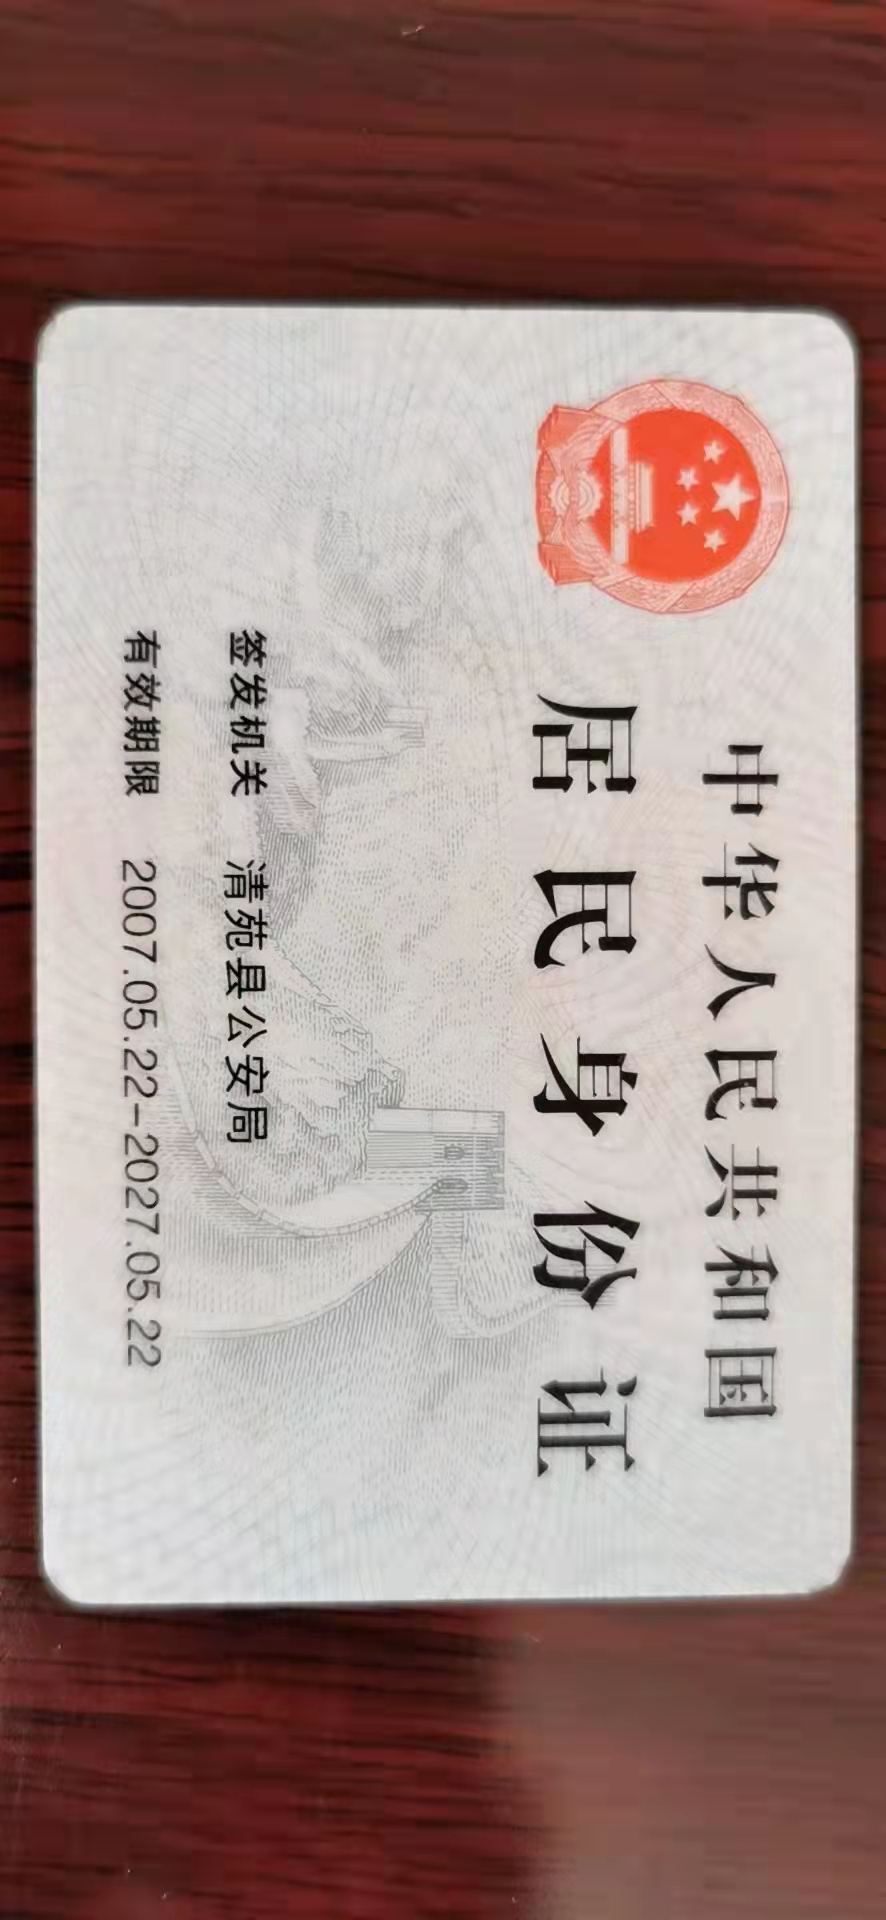 中华人民共和国
居民身份证
签发机关 清苑县公安局
有效期限 2007.05.22-2027.05.22